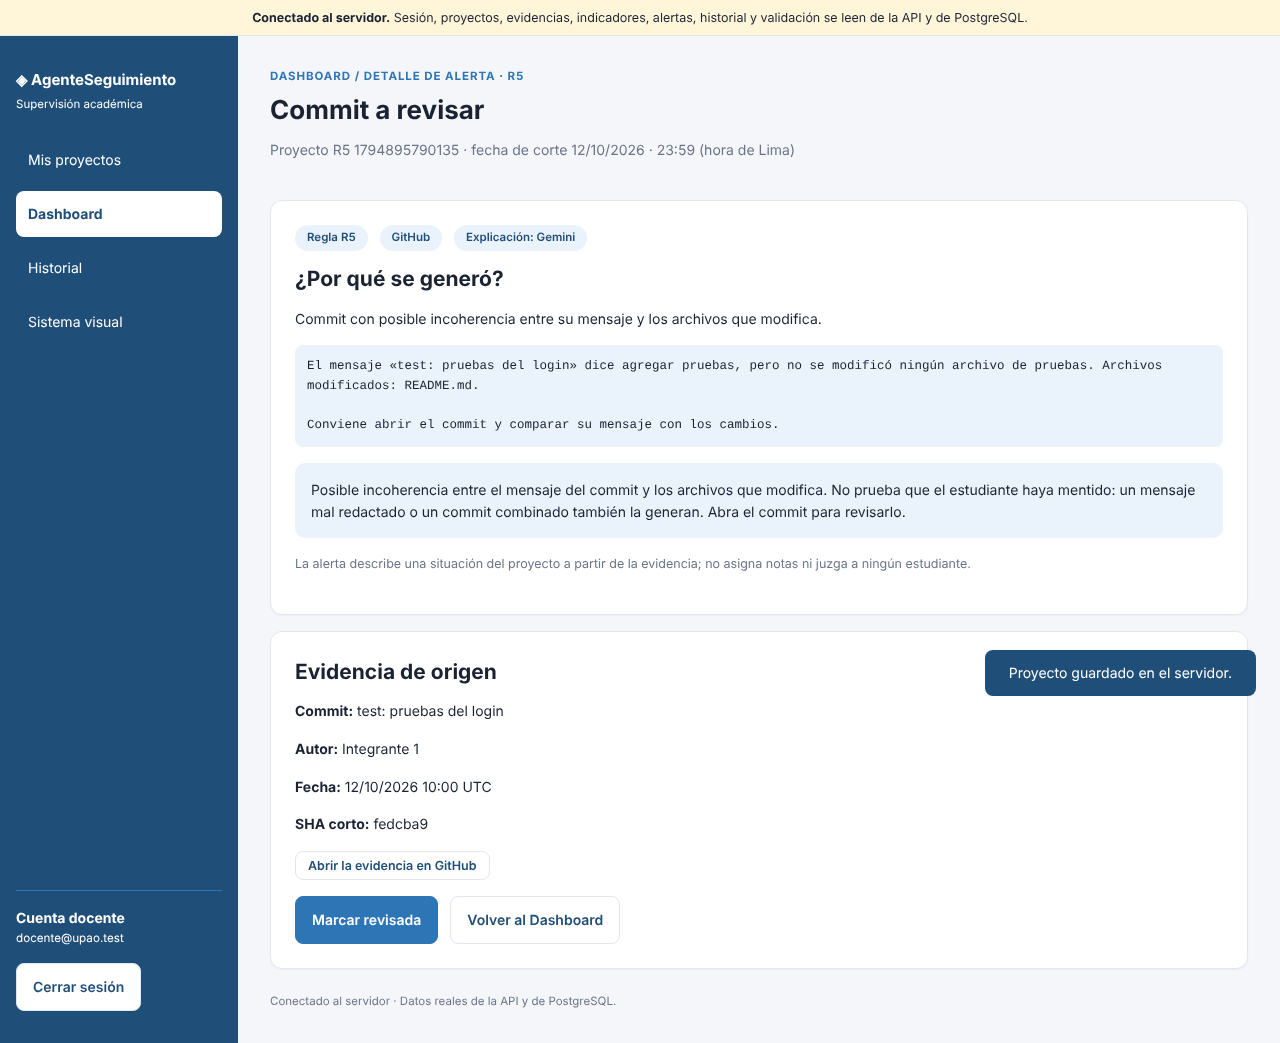 Conectado al servidor. Sesión, proyectos, evidencias, indicadores, alertas, historial y validación se leen de la API y de PostgreSQL.
◈ AgenteSeguimiento
Supervisión académica
Mis proyectos
Dashboard
Historial
Sistema visual
Cuenta docente
docente@upao.test
Cerrar sesión
DASHBOARD / DETALLE DE ALERTA · R5
Commit a revisar
Proyecto R5 1794895790135 · fecha de corte 12/10/2026 · 23:59 (hora de Lima)
Regla R5
GitHub
Explicación: Gemini
¿Por qué se generó?
Commit con posible incoherencia entre su mensaje y los archivos que modifica.
El mensaje «test: pruebas del login» dice agregar pruebas, pero no se modificó ningún archivo de pruebas. Archivos
modificados: README.md.
Conviene abrir el commit y comparar su mensaje con los cambios.
Posible incoherencia entre el mensaje del commit y los archivos que modifica. No prueba que el estudiante haya mentido: un mensaje
mal redactado o un commit combinado también la generan. Abra el commit para revisarlo.
La alerta describe una situación del proyecto a partir de la evidencia; no asigna notas ni juzga a ningún estudiante.
Evidencia de origen
Proyecto guardado en el servidor.
Commit: test: pruebas del login
Autor: Integrante 1
Fecha: 12/10/2026 10:00 UTC
SHA corto: fedcba9
Abrir la evidencia en GitHub
Marcar revisada
Volver al Dashboard
Conectado al servidor · Datos reales de la API y de PostgreSQL.